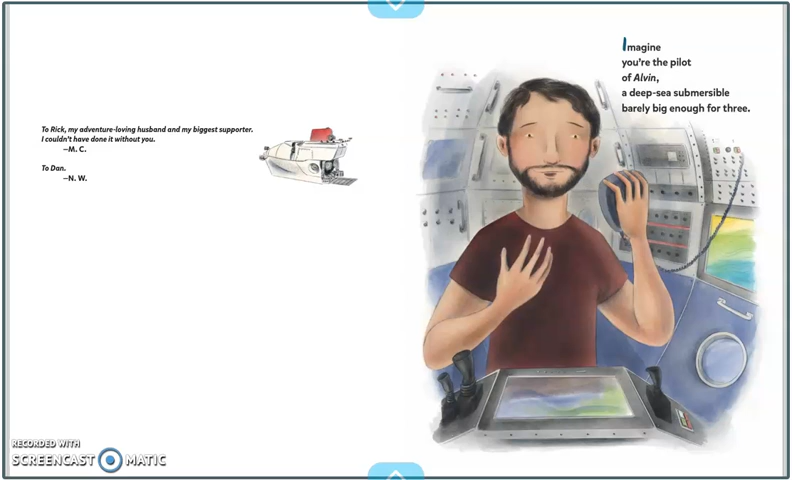 To Rick, my adventure-loving husband and my biggest supporter.
I couldn't have done it without you.
—M. C.
To Dan.
—N. W.
Imagine
you're the pilot
of Alvin,
a deep-sea submersible
barely big enough for three.
RECORDED WITH
SCREENCAST MATIC